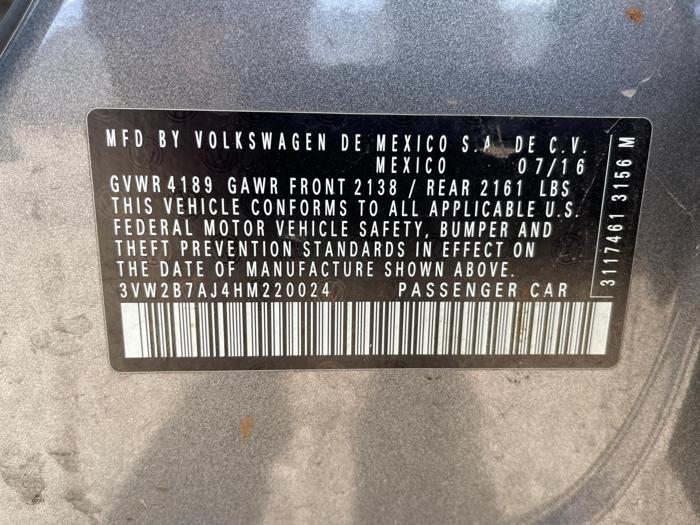 MFD BY VOLKSWAGEN DE MEXICO S.A. DE C.V.
MEXICO 07/16
GVWR 4189 GAWR FRONT 2138 / REAR 2161 LBS
THIS VEHICLE CONFORMS TO ALL APPLICABLE U.S.
FEDERAL MOTOR VEHICLE SAFETY, BUMPER AND
THEFT PREVENTION STANDARDS IN EFFECT ON
THE DATE OF MANUFACTURE SHOWN ABOVE.
3VW2B7AJ4HM220024 PASSENGER CAR
3117461 3156 M